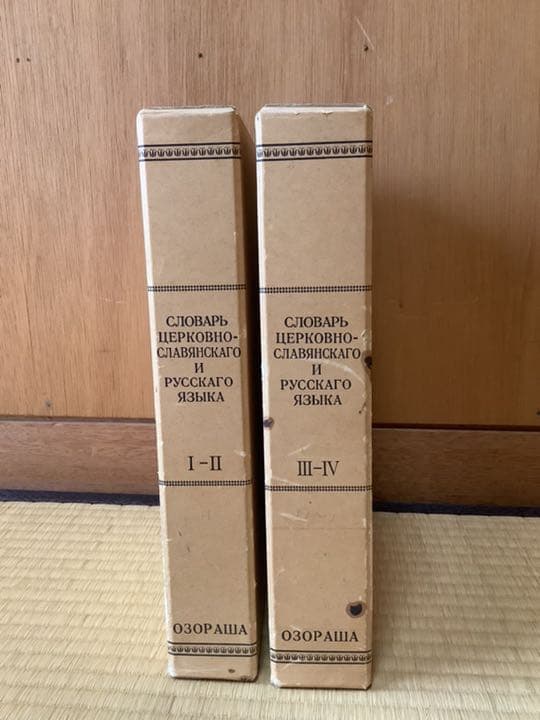 СЛОВАРЬ
ЦЕРКОВНО-
СЛАВЯНСКАГО
И
РУССКАГО
ЯЗЫКА
I-II
ОЗОРАША
СЛОВАРЬ
ЦЕРКОВНО-
СЛАВЯНСКАГО
И
РУССКАГО
ЯЗЫКА
III-IV
ОЗОРАША